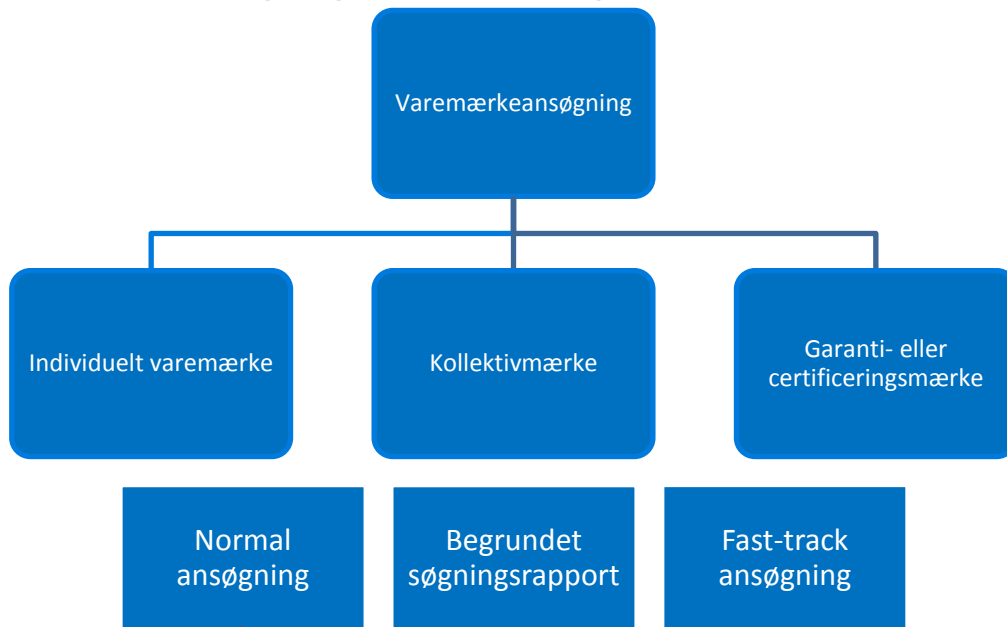 Varemærkeansøgning
Individuelt varemærke
Kollektivmærke
Garanti- eller
certificeringsmærke
Normal
ansøgning
Begrundet
søgningsrapport
Fast-track
ansøgning